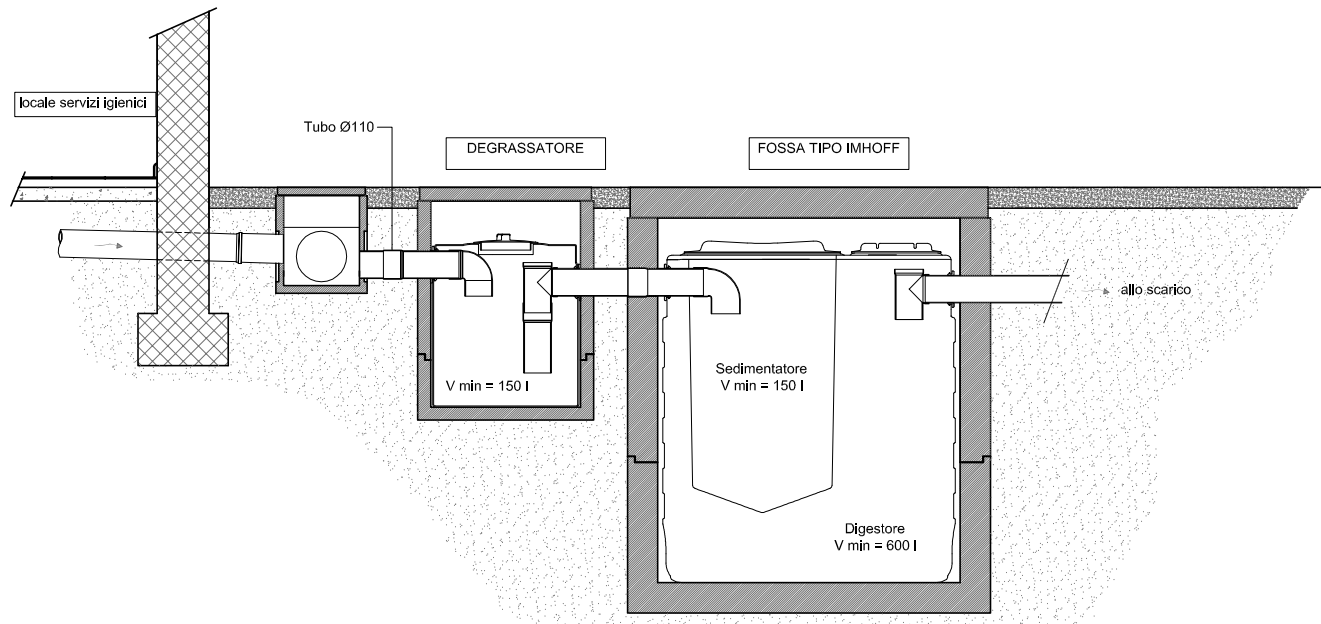 locale servizi igienici
Tubo Ø110
DEGRASSATORE
FOSSA TIPO IMHOFF
allo scarico
V min = 150 l
Sedimentatore
V min = 150 l
Digestore
V min = 600 l